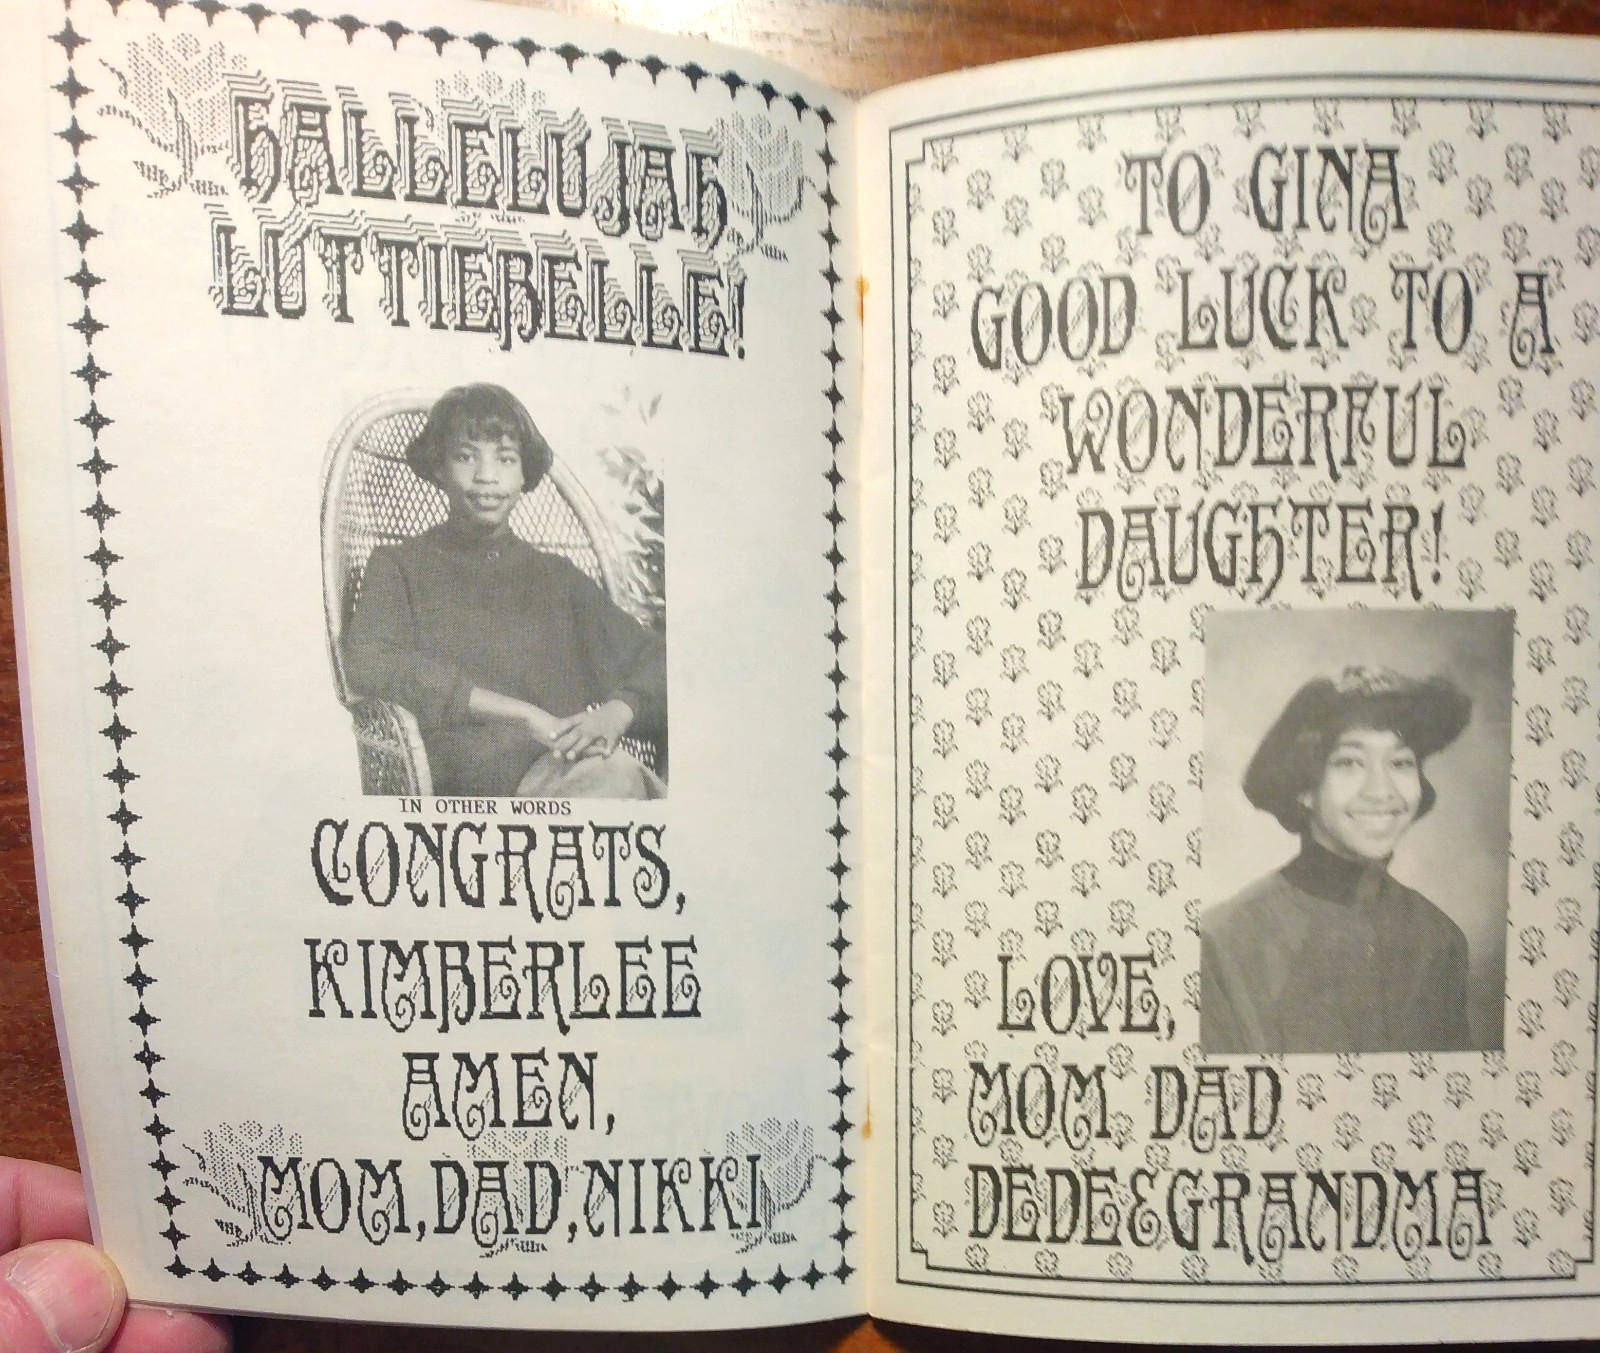 HALLELUJAH
LUTTIEBELLE!
IN OTHER WORDS
CONGRATS,
KIMBERLEE
AMEN,
MOM, DAD, NIKKI
TO GINA
GOOD LUCK TO A
WONDERFUL
DAUGHTER!
LOVE,
MOM DAD
DEDE&GRANDMA